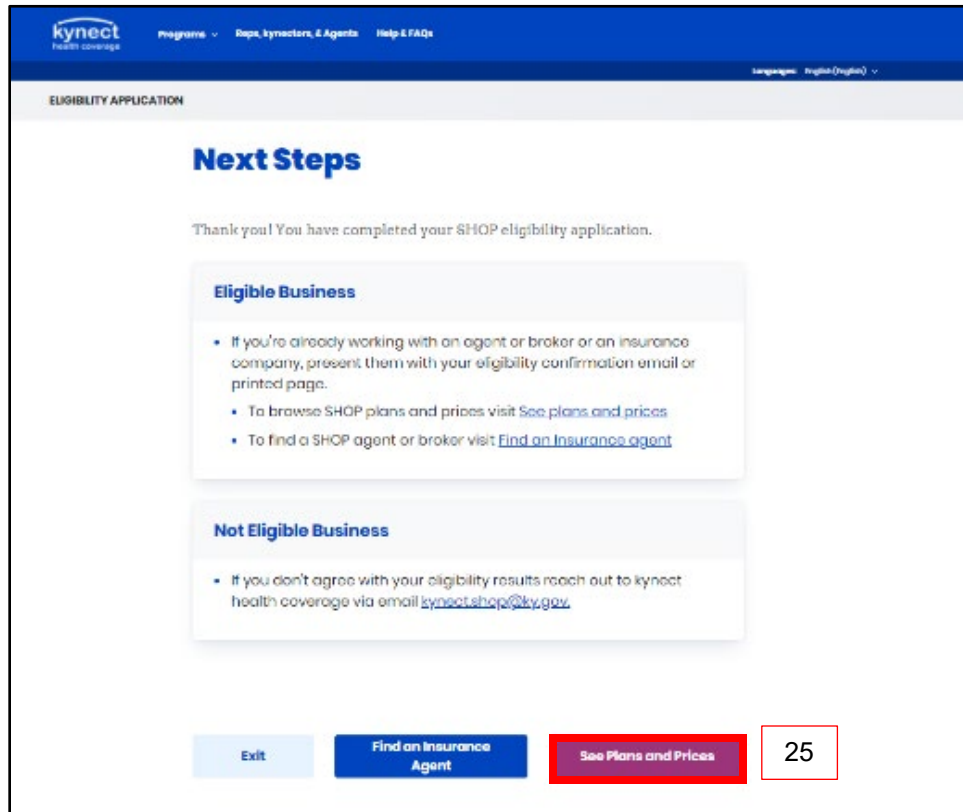 kynect
health coverage
Programs
Reps, kynectors, & Agents
Help & FAQs
Languages: English (English)
ELIGIBILITY APPLICATION
Next Steps
Thank you! You have completed your SHOP eligibility application.
Eligible Business
• If you're already working with an agent or broker or an insurance
company, present them with your eligibility confirmation email or
printed page.
• To browse SHOP plans and prices visit See plans and prices
• To find a SHOP agent or broker visit Find an Insurance agent
Not Eligible Business
• If you don't agree with your eligibility results reach out to kynect
health coverage via email kynect.shop@ky.gov.
Exit
Find an Insurance
Agent
See Plans and Prices
25